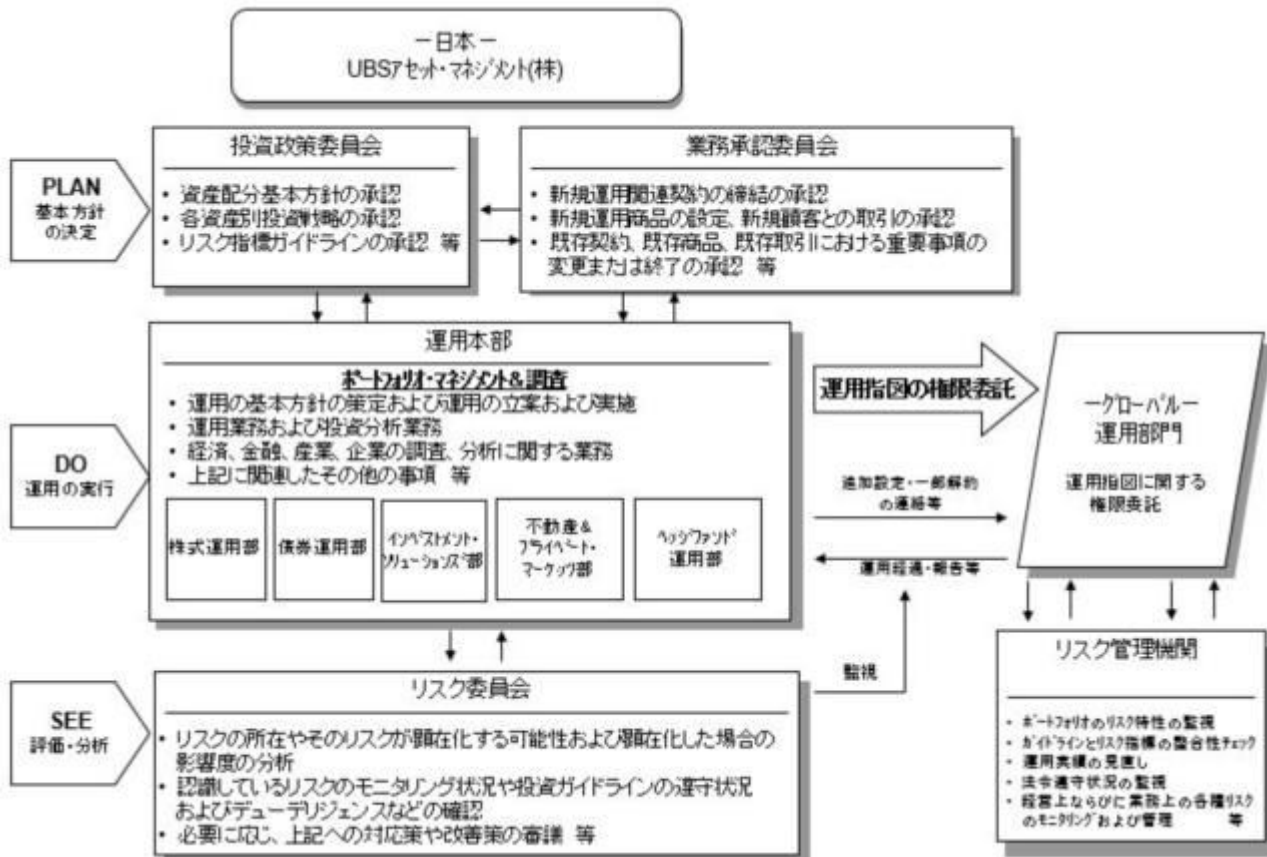 －日本－
UBSアセット・マネジメント(株)
PLAN
基本方針
の決定
投資政策委員会
・ 資産配分基本方針の承認
・ 各資産別投資戦略の承認
・ リスク指標ガイドラインの承認 等
業務承認委員会
・ 新規運用関連契約の締結の承認
・ 新規運用商品の設定、新規顧客との取引の承認
・ 既存契約、既存商品、既存取引における重要事項の
変更または終了の承認 等
DO
運用の実行
運用本部
ポートフォリオ・マネジメント&調査
・ 運用の基本方針の策定および運用の立案および実施
・ 運用業務および投資分析業務
・ 経済、金融、産業、企業の調査、分析に関する業務
・ 上記に関連したその他の事項 等
株式運用部
債券運用部
インベストメント・
ソリューションズ部
不動産&
プライベート・
マーケッツ部
ヘッジファンド
運用部
運用指図の権限委託
追加設定・一部解約
の連絡等
運用経過・報告等
監視
－グローバル－
運用部門
運用指図に関する
権限委託
SEE
評価・分析
リスク委員会
・ リスクの所在やそのリスクが顕在化する可能性および顕在化した場合の
影響度の分析
・ 認識しているリスクのモニタリング状況や投資ガイドラインの遵守状況
およびデューデリジェンスなどの確認
・ 必要に応じ、上記への対応策や改善策の審議 等
リスク管理機関
・ ポートフォリオのリスク特性の監視
・ ガイドラインとリスク指標の整合性チェック
・ 運用実績の見直し
・ 法令遵守状況の監視
・ 経営上ならびに業務上の各種リスク
のモニタリングおよび管理 等